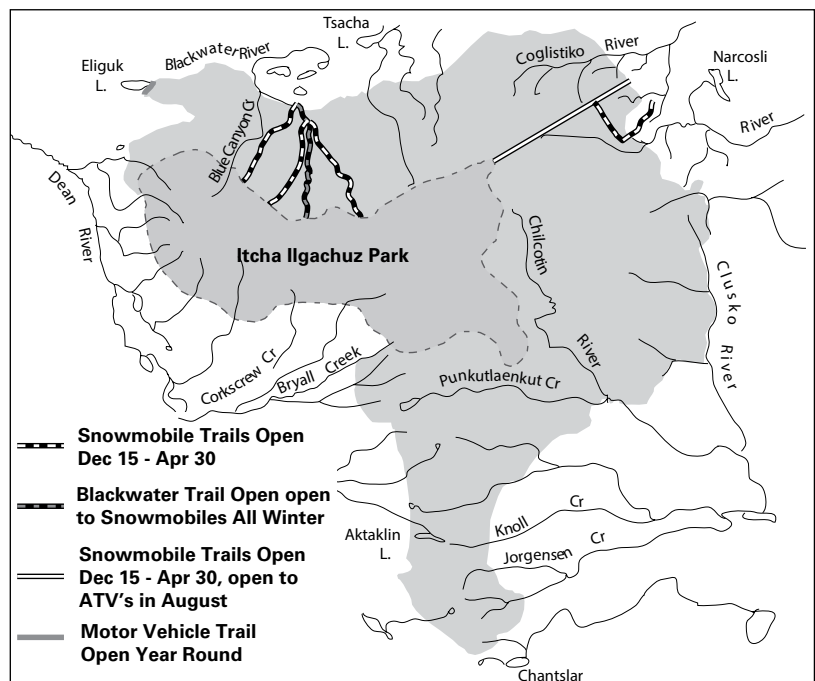 Tsacha
L.
Eliguk
L.
Blackwater River
Coglistiko River
Narcosli
L.
River
Blue Canyon Cr
Dean
River
Itcha Ilgachuz Park
Chilcotin
River
Clusko
River
Corkscrew Cr
Bryall Creek
Punkutlaenkut Cr
Snowmobile Trails Open
Dec 15 - Apr 30
Blackwater Trail Open open
to Snowmobiles All Winter
Snowmobile Trails Open
Dec 15 - Apr 30, open to
ATV's in August
Motor Vehicle Trail
Open Year Round
Aktaklin
L.
Knoll Cr
Jorgensen Cr
Chantslar